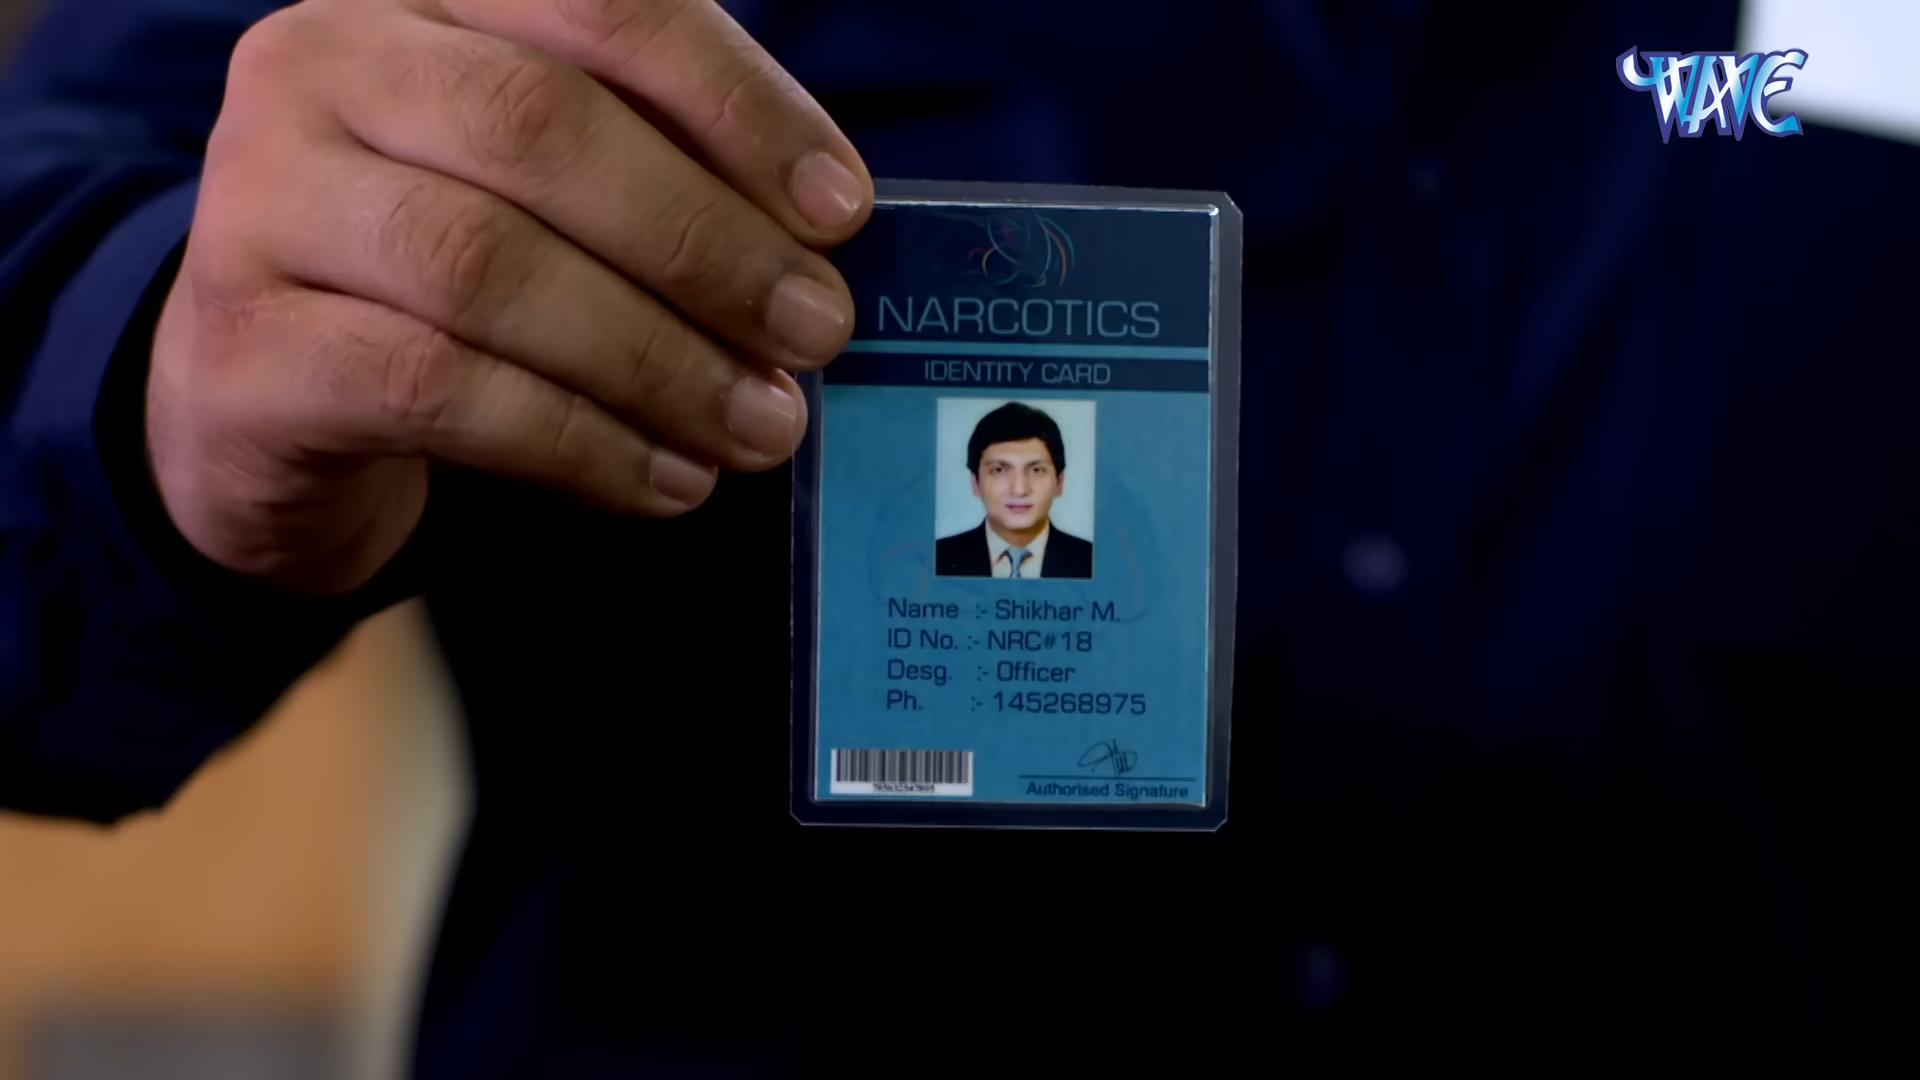 WAVE
NARCOTICS
IDENTITY CARD
Name :- Shikhar M.
ID No. :- NRC#18
Desg. :- Officer
Ph. :- 145268975
Authorised Signature